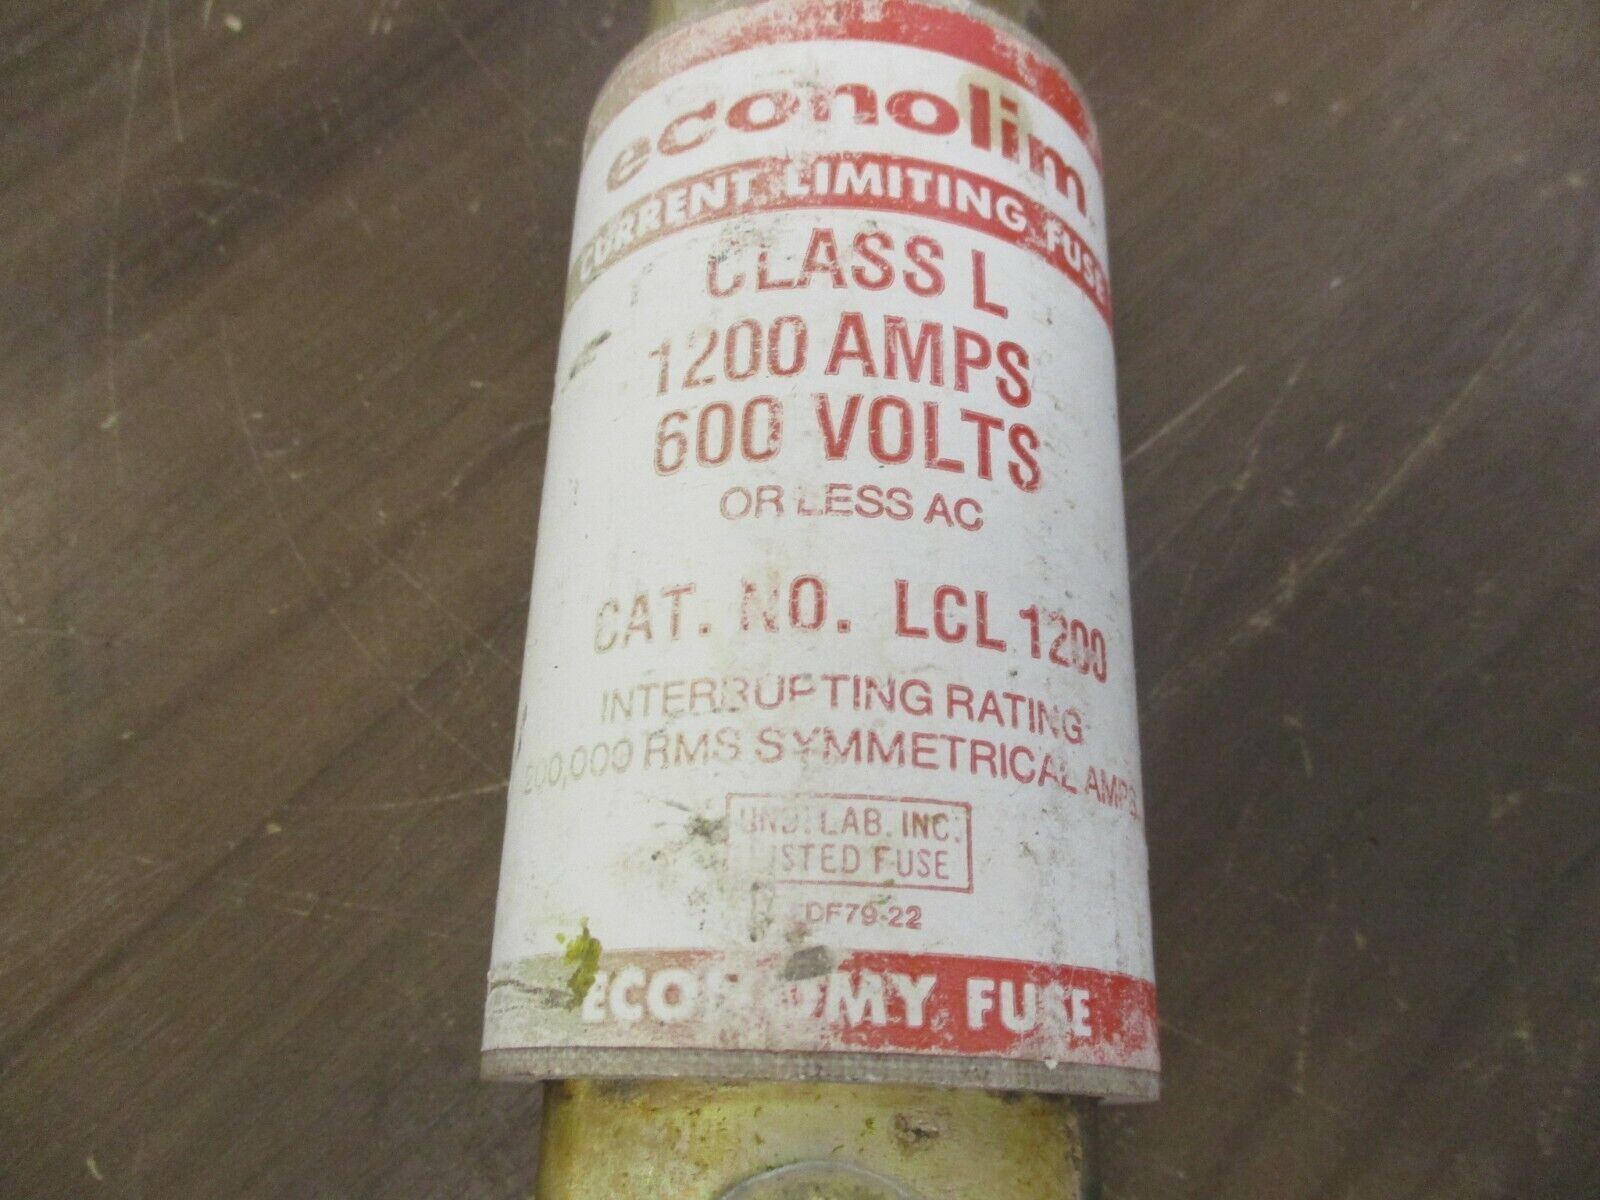 econolim.
CURRENT LIMITING FUSE
CLASS L
1200 AMPS
600 VOLTS
OR LESS AC
CAT. NO. LCL 1200
INTERRUPTING RATING
200,000 RMS SYMMETRICAL AMPS.
UND. LAB. INC.
LISTED FUSE
DF79-22
ECONOMY FUSE